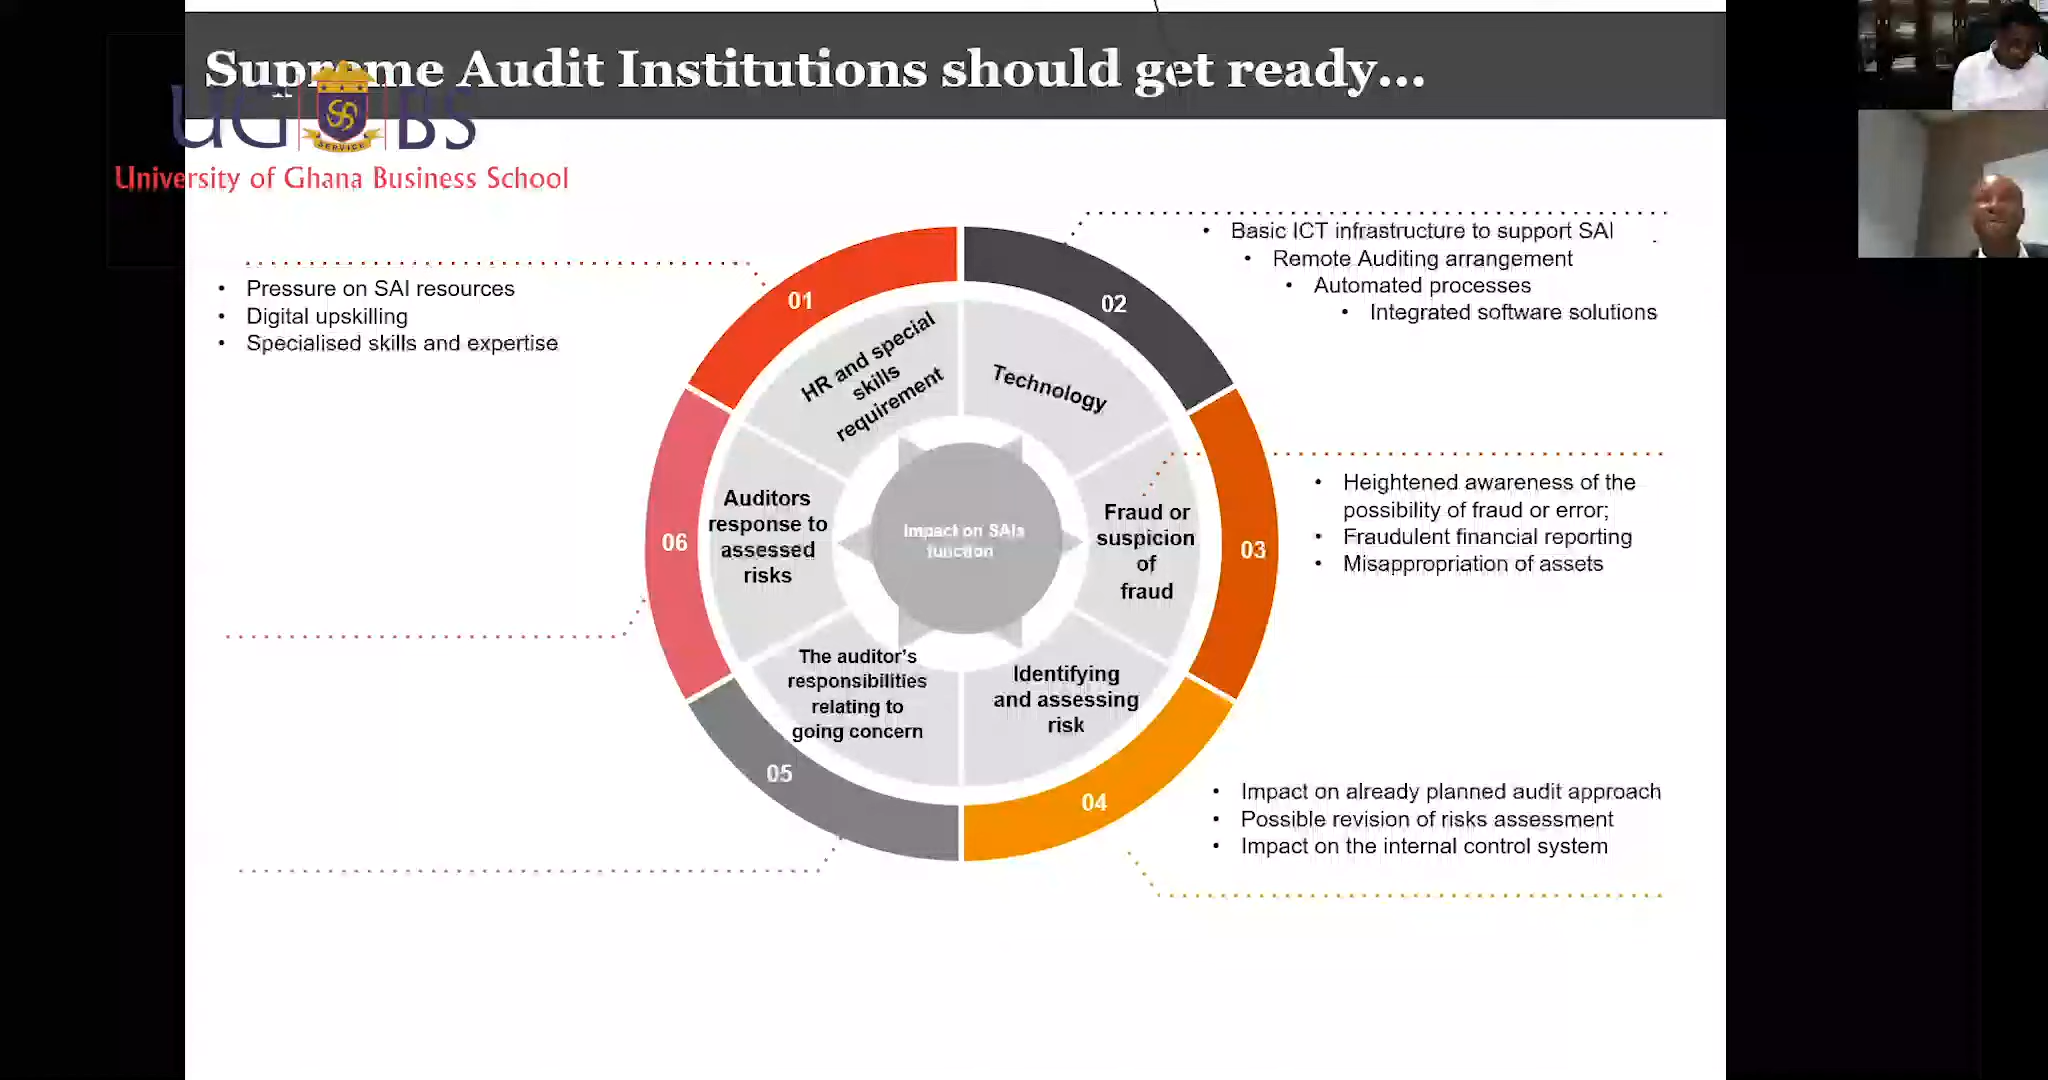 Supreme Audit Institutions should get ready...
UG BS
SERVICE
University of Ghana Business School
Pressure on SAI resources
Digital upskilling
Specialised skills and expertise
01
HR and special
skills
requirement
02
Technology
• Basic ICT infrastructure to support SAI
• Remote Auditing arrangement
• Automated processes
• Integrated software solutions
03
Fraud or
suspicion
of
fraud
• Heightened awareness of the
possibility of fraud or error;
• Fraudulent financial reporting
• Misappropriation of assets
04
Identifying
and assessing
risk
• Impact on already planned audit approach
• Possible revision of risks assessment
• Impact on the internal control system
05
The auditor's
responsibilities
relating to
going concern
06
Auditors
response to
assessed
risks
Impact on SAIs
function